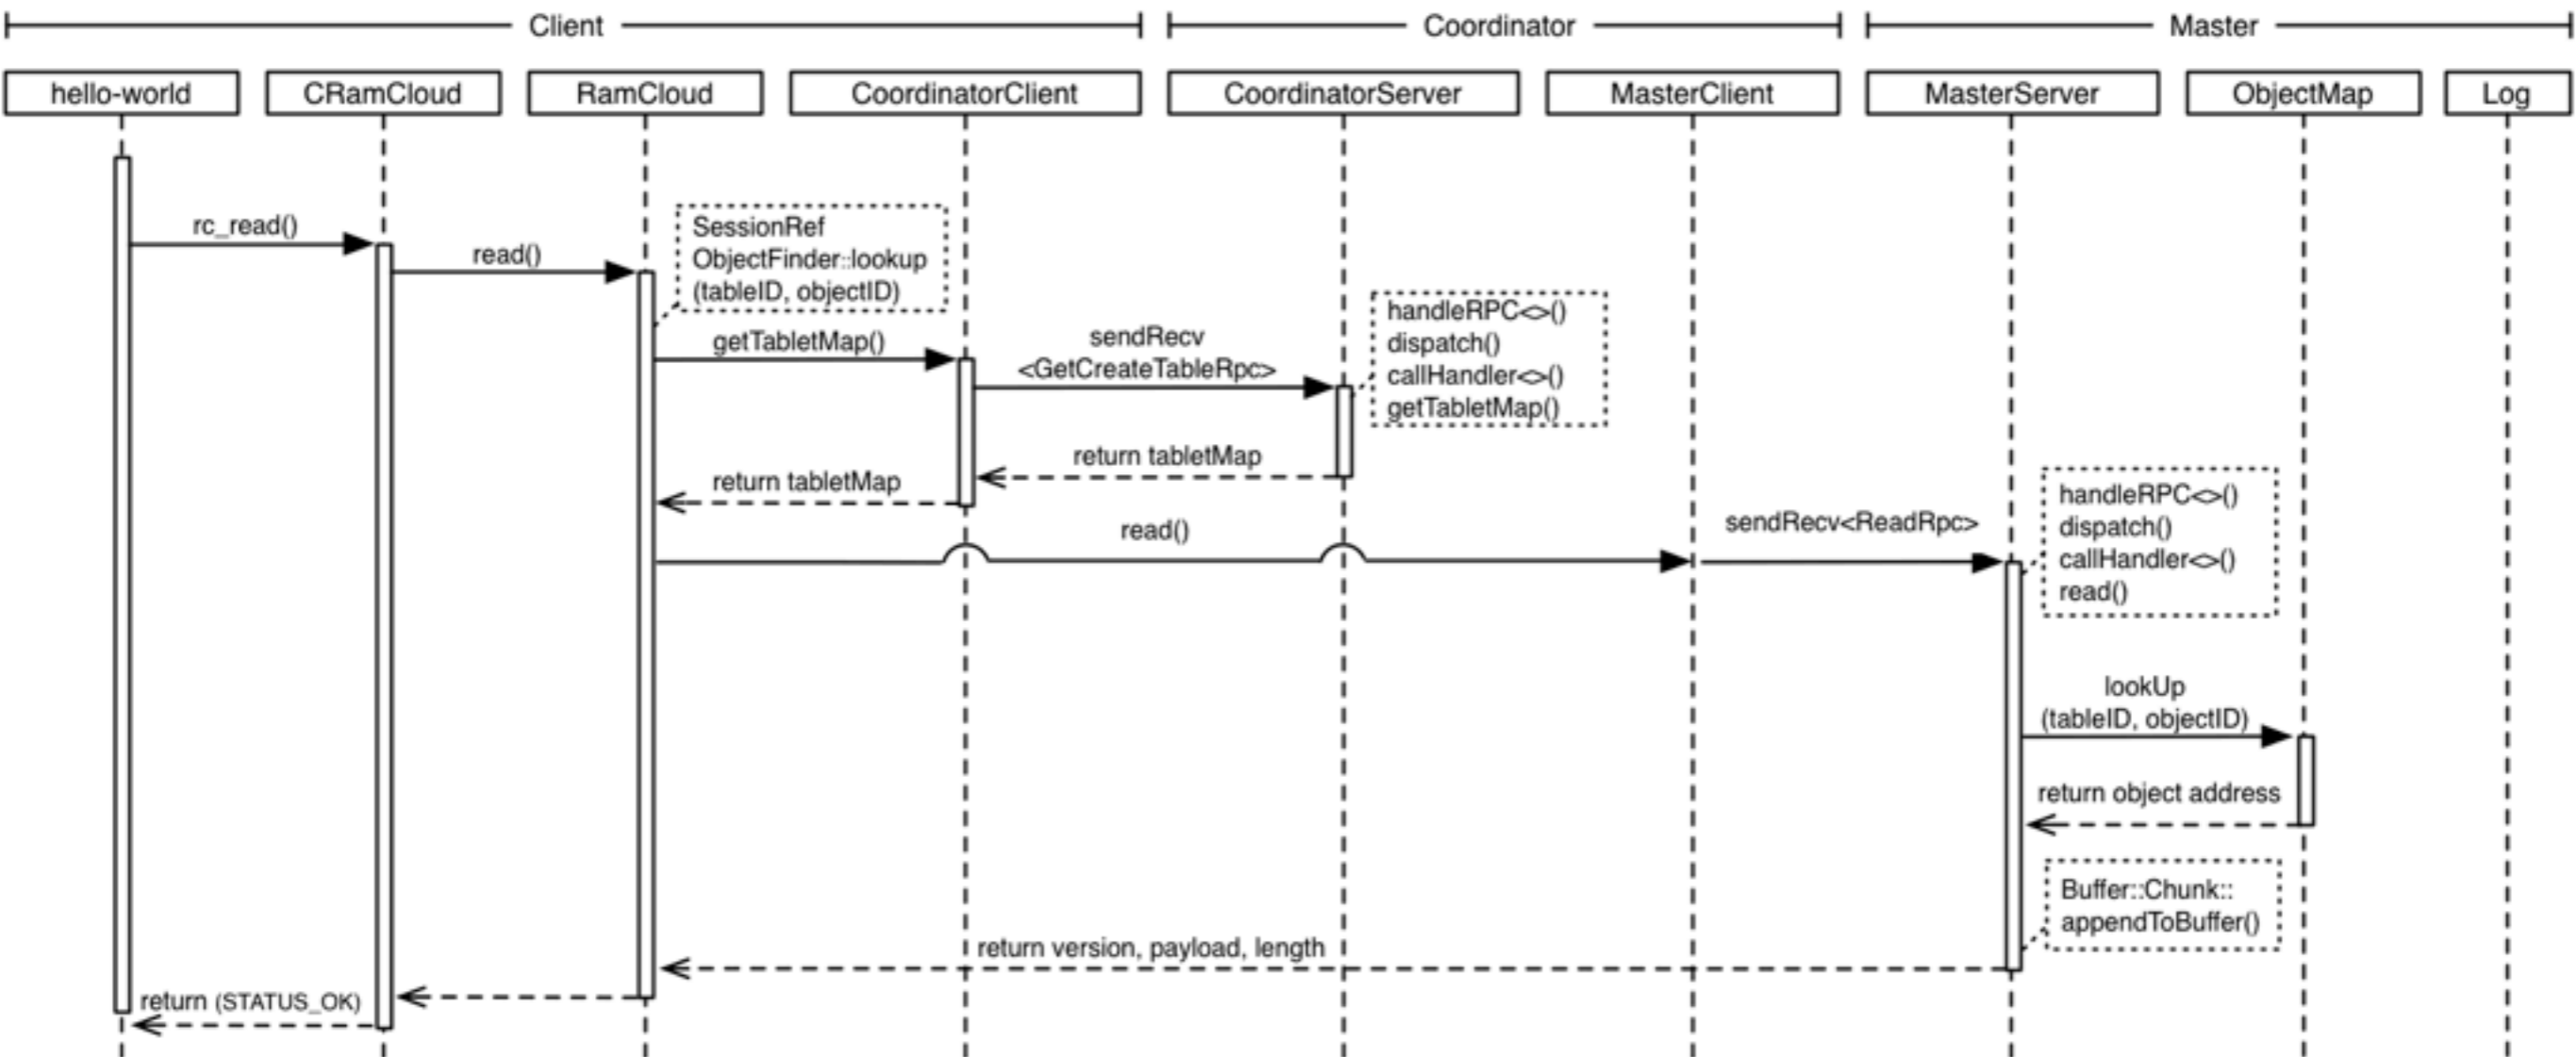 Client
Coordinator
Master
hello-world
CRamCloud
RamCloud
CoordinatorClient
CoordinatorServer
MasterClient
MasterServer
ObjectMap
Log
rc_read()
read()
SessionRef
ObjectFinder::lookup
(tableID, objectID)
getTabletMap()
sendRecv
<GetCreateTableRpc>
handleRPC<>()
dispatch()
callHandler<>()
getTabletMap()
return tabletMap
return tabletMap
read()
sendRecv<ReadRpc>
handleRPC<>()
dispatch()
callHandler<>()
read()
lookUp
(tableID, objectID)
return object address
Buffer::Chunk::
appendToBuffer()
return version, payload, length
return (STATUS_OK)